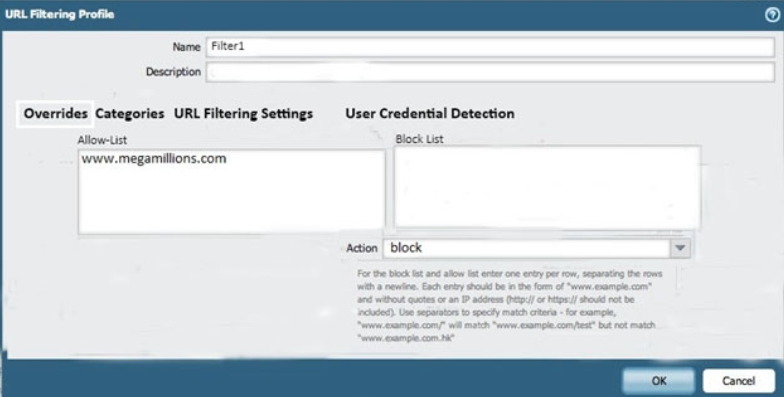 URL Filtering Profile
Name Filter1
Description
Overrides Categories URL Filtering Settings User Credential Detection
Allow-List Block List
www.megamillions.com
Action block
For the block list and allow list enter one entry per row, separating the rows
with a newline. Each entry should be in the form of "www.example.com"
and without quotes or an IP address (http:// or https:// should not be
included). Use separators to specify match criteria - for example,
"www.example.com/" will match "www.example.com/test" but not match
"www.example.com.hk"
OK Cancel